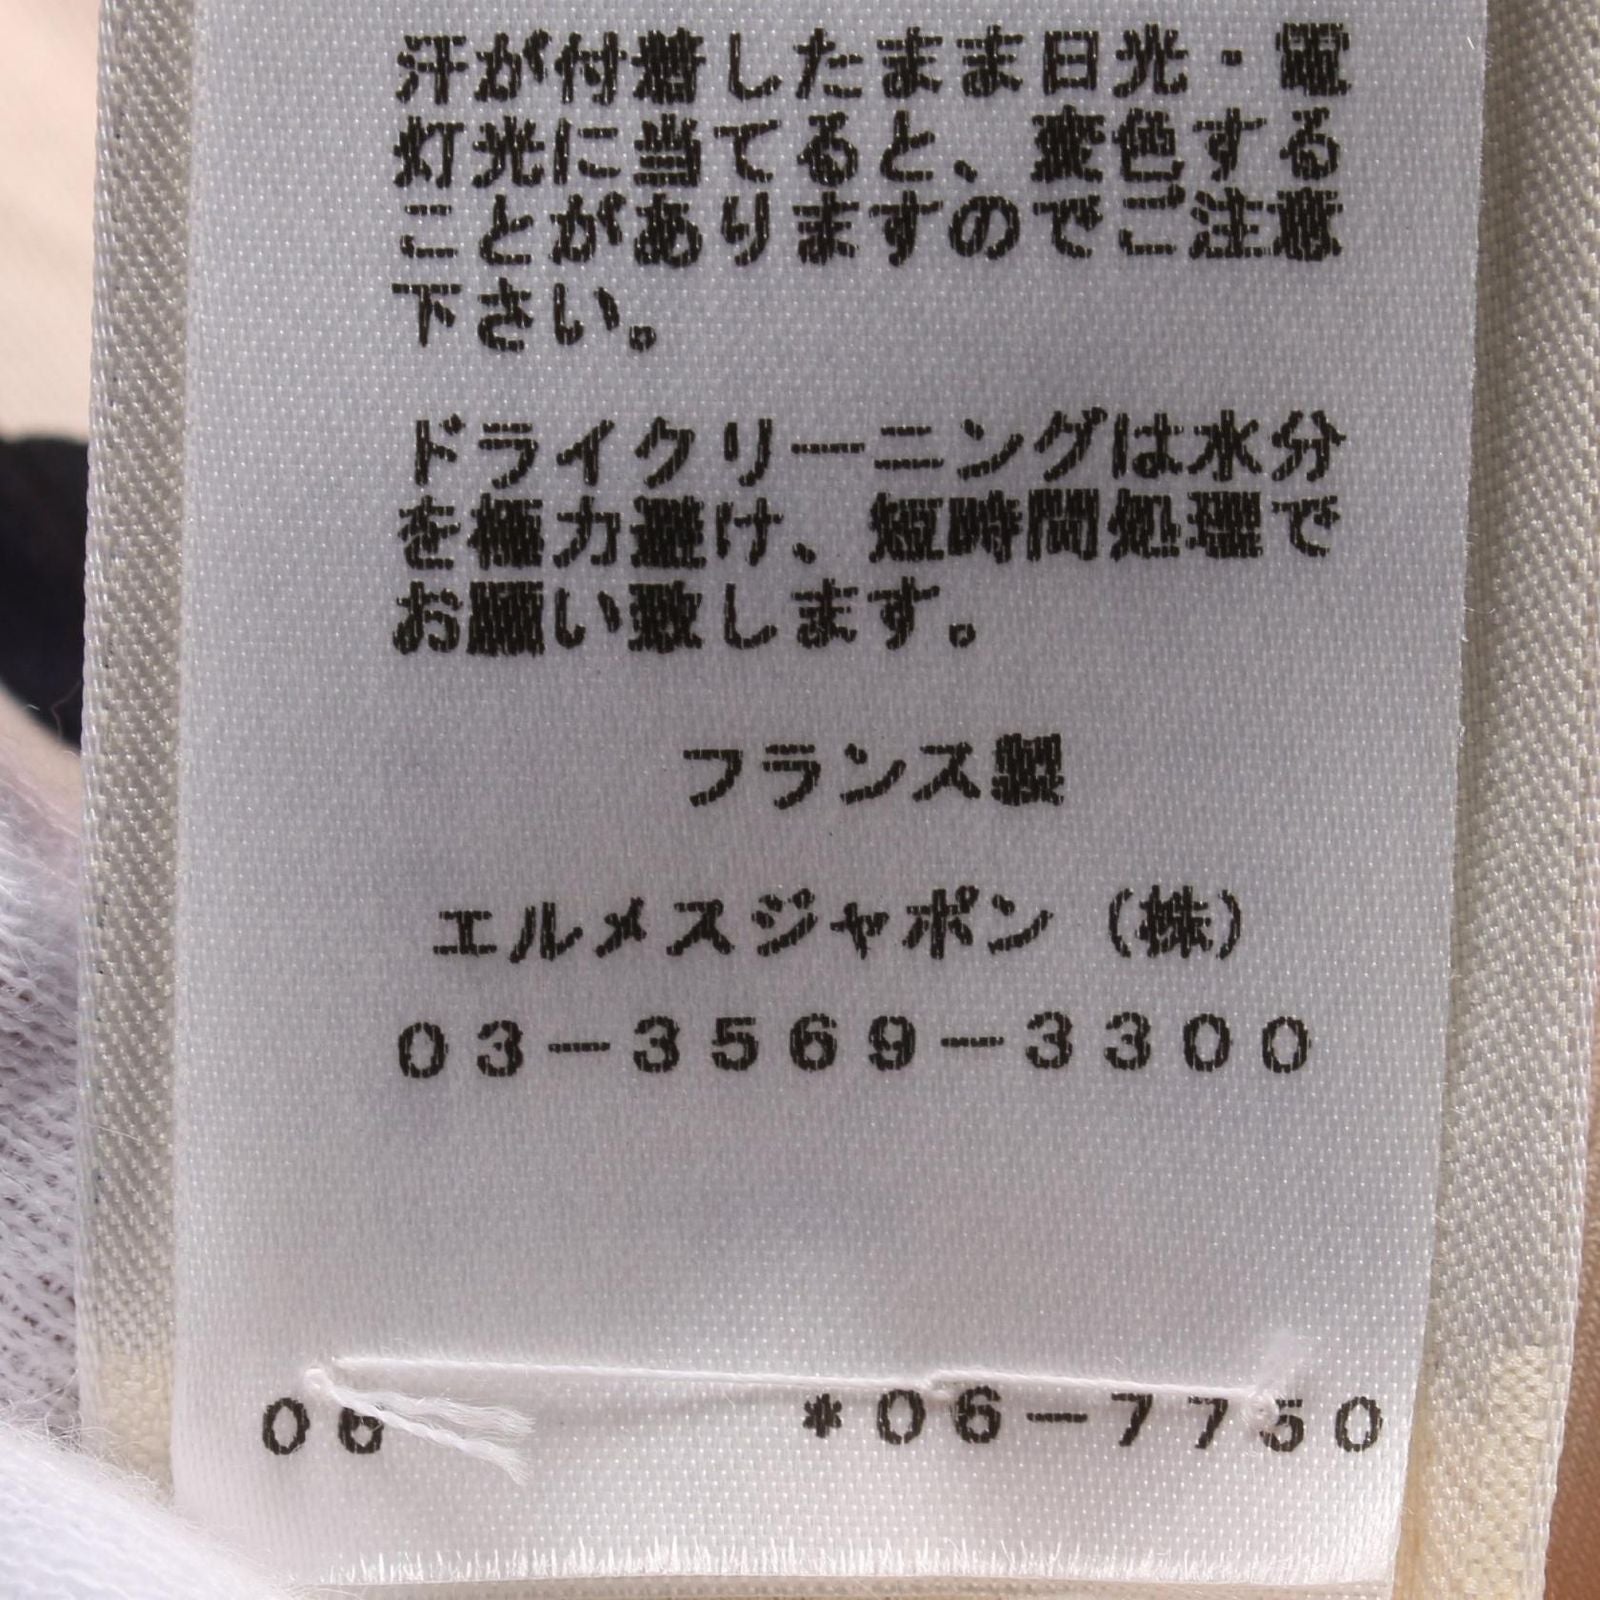 汗が付着したまま日光・電
灯光に当てると、変色する
ことがありますのでご注意
下さい。
ドライクリーニングは水分
を極力避け、短時間処理で
お願い致します。
フランス製
エルメスジャポン（株）
03-3569-3300
06 *06-7750